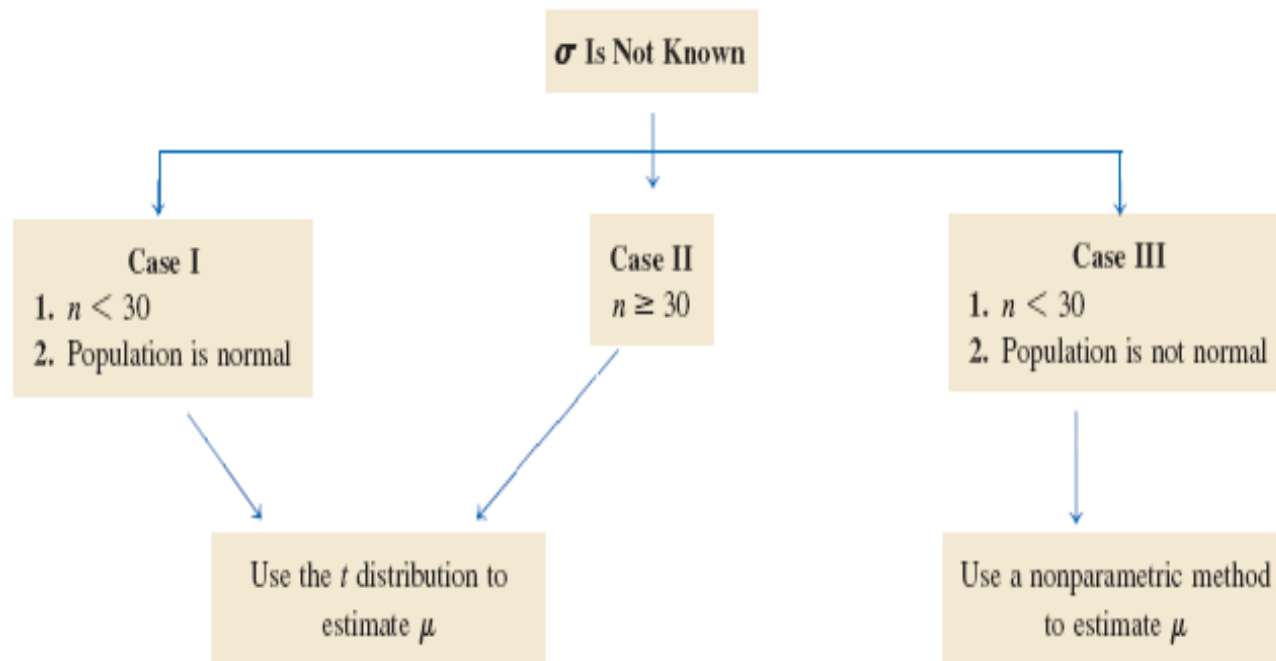 σ Is Not Known
Case I
1. n < 30
2. Population is normal
Case II
n ≥ 30
Case III
1. n < 30
2. Population is not normal
Use the t distribution to
estimate μ
Use a nonparametric method
to estimate μ